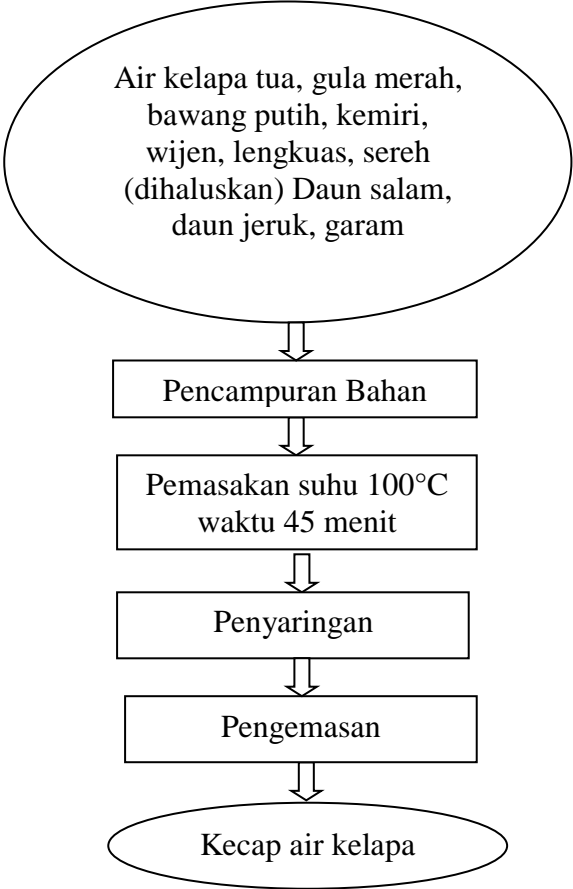 Air kelapa tua, gula merah,
bawang putih, kemiri,
wijen, lengkuas, sereh
(dihaluskan) Daun salam,
daun jeruk, garam
Pencampuran Bahan
Pemasakan suhu 100°C
waktu 45 menit
Penyaringan
Pengemasan
Kecap air kelapa